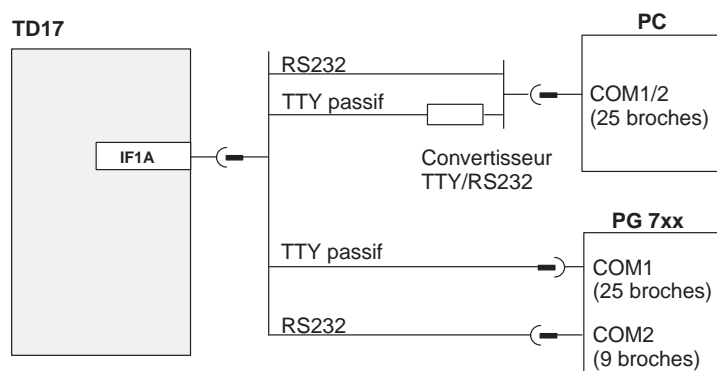 TD17
PC
RS232
TTY passif
COM1/2
(25 broches)
IF1A
Convertisseur
TTY/RS232
PG 7xx
TTY passif
COM1
(25 broches)
RS232
COM2
(9 broches)